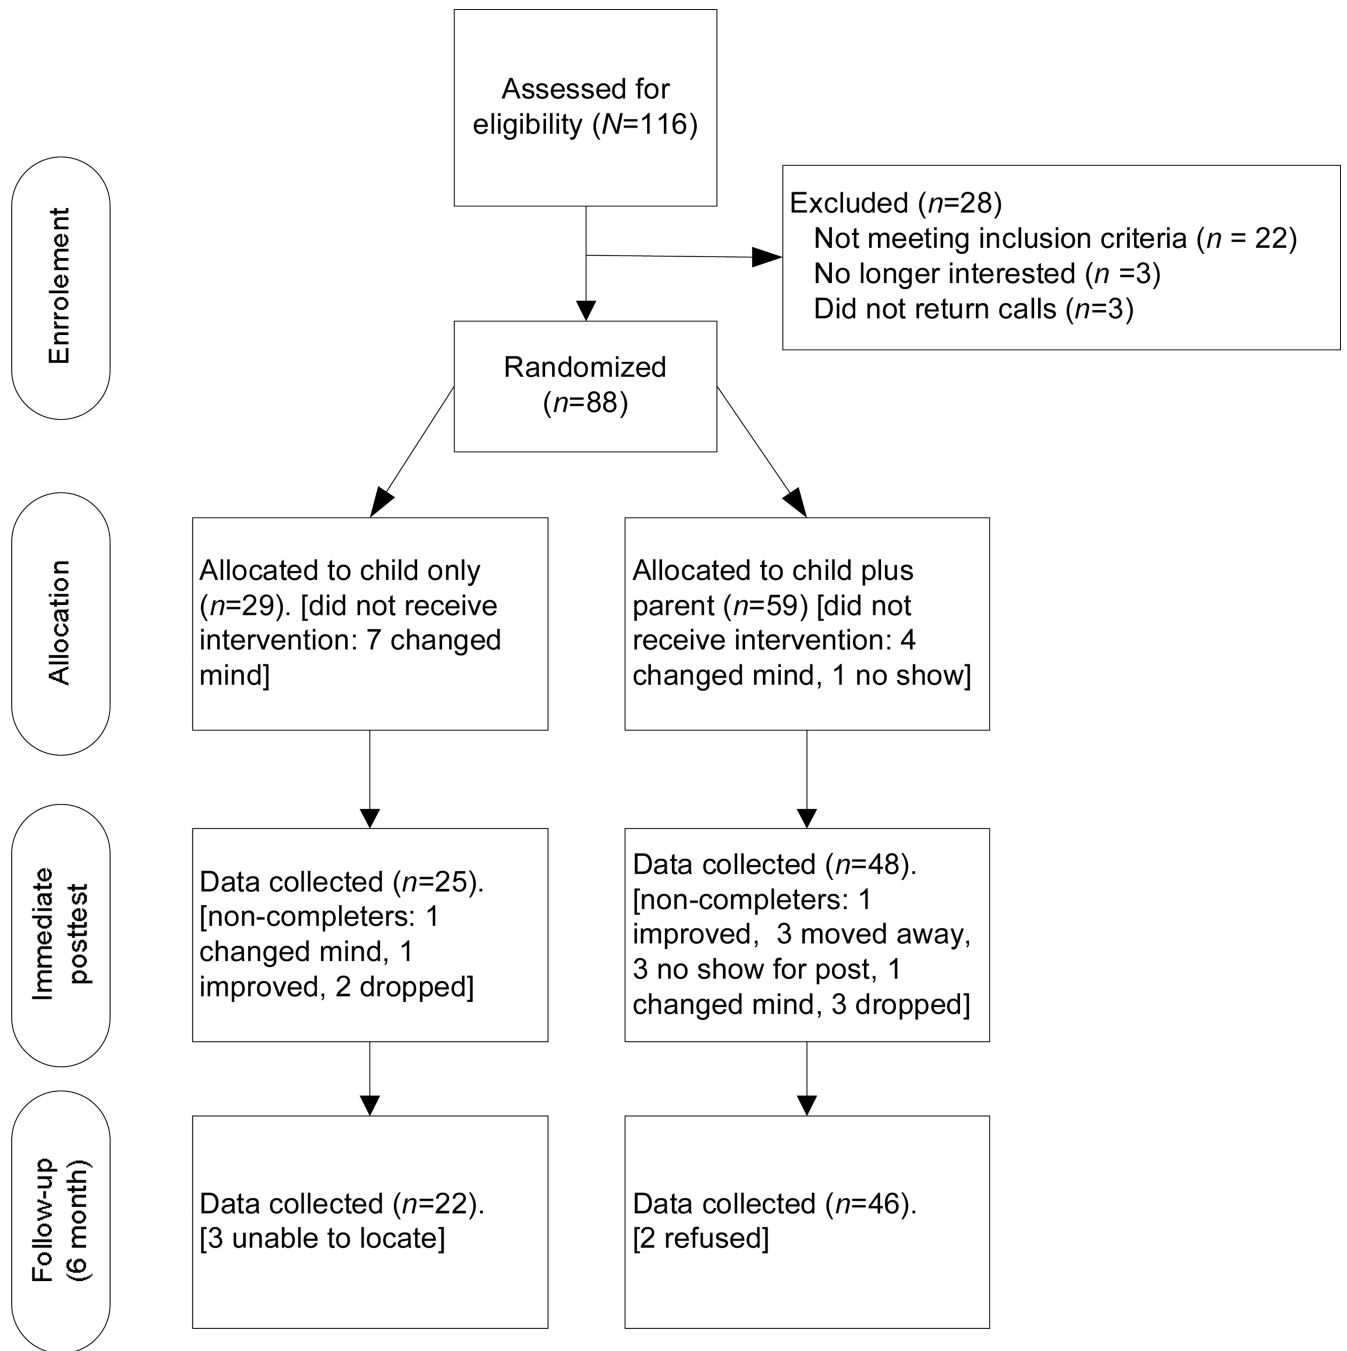 Assessed for
eligibility (N=116)
Enrrolement
Excluded (n=28)
Not meeting inclusion criteria (n = 22)
No longer interested (n =3)
Did not return calls (n=3)
Randomized
(n=88)
Allocation
Allocated to child only
(n=29). [did not receive
intervention: 7 changed
mind]
Allocated to child plus
parent (n=59) [did not
receive intervention: 4
changed mind, 1 no show]
Immediate
posttest
Data collected (n=25).
[non-completers: 1
changed mind, 1
improved, 2 dropped]
Data collected (n=48).
[non-completers: 1
improved,  3 moved away,
3 no show for post, 1
changed mind, 3 dropped]
Follow-up
(6 month)
Data collected (n=22).
[3 unable to locate]
Data collected (n=46).
[2 refused]